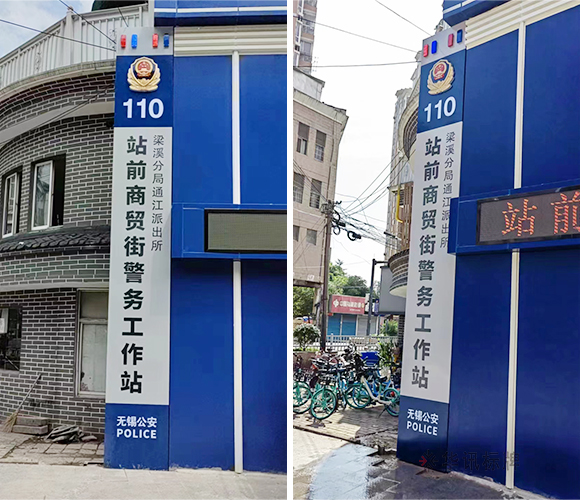 110
梁溪分局通江派出所
站前商贸街警务工作站
无锡公安
POLICE
110
梁溪分局通江派出所
站前商贸街警务工作站
站前
无锡公安
POLICE